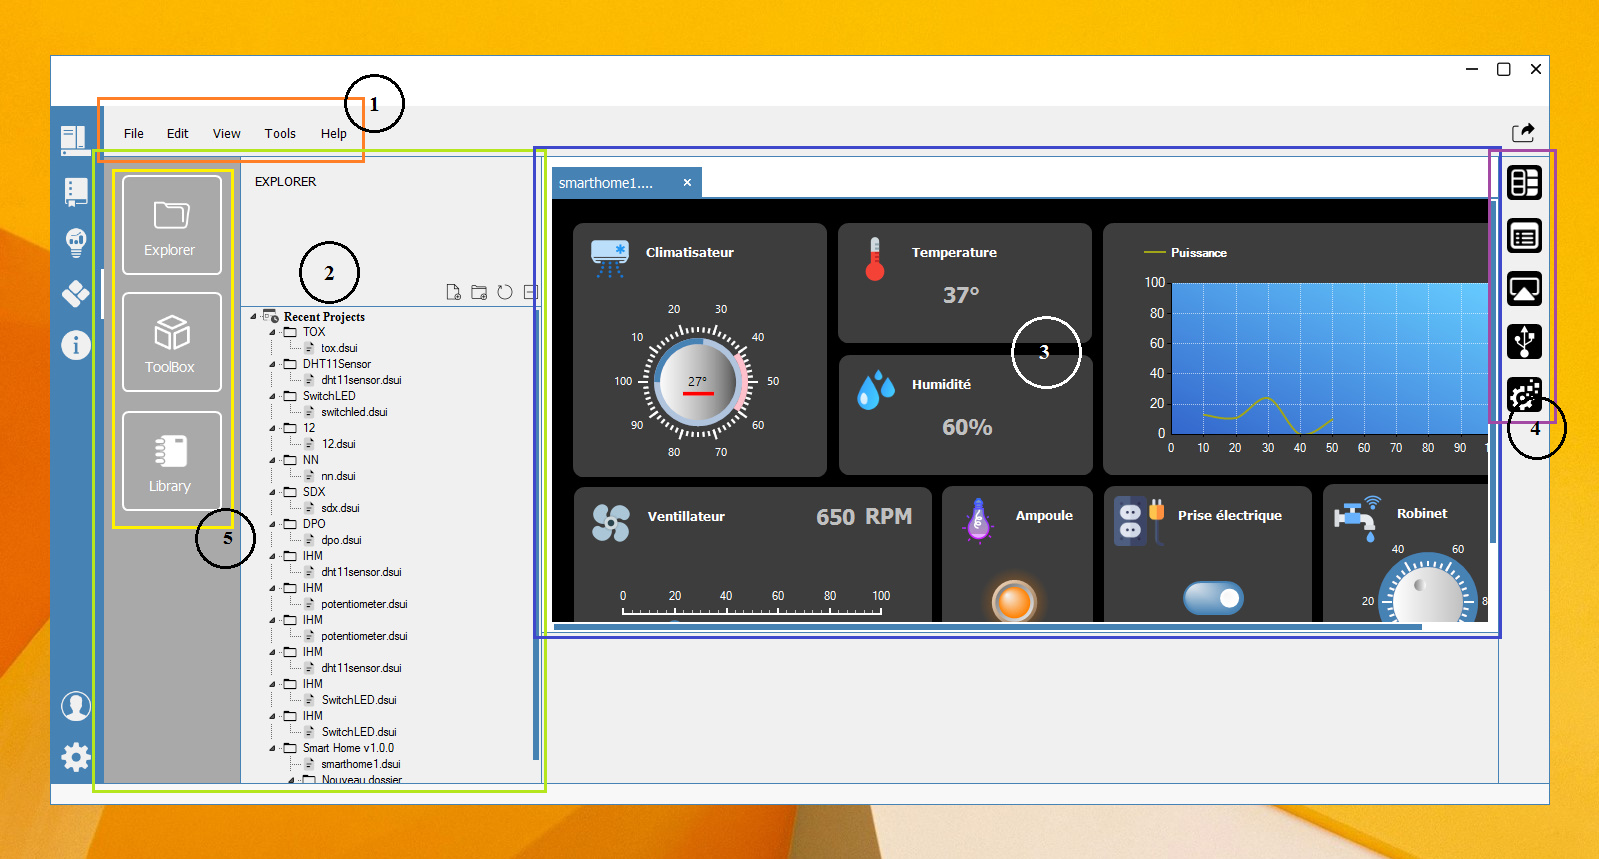 1
File Edit View Tools Help
Explorer
ToolBox
Library
5
EXPLORER
2
Recent Projects
TOX
tox.dsui
DHT11Sensor
dht11sensor.dsui
SwitchLED
switchled.dsui
12
12.dsui
NN
nn.dsui
SDX
sdx.dsui
DPO
dpo.dsui
IHM
dht11sensor.dsui
IHM
potentiometer.dsui
IHM
potentiometer.dsui
IHM
dht11sensor.dsui
IHM
SwitchLED.dsui
IHM
SwitchLED.dsui
Smart Home v1.0.0
smarthome1.dsui
Nouveau dossier
smarthome1....
Climatisateur
20 30
10 40
100 27° 50
90 60
80 70
Temperature
37°
3
Humidité
60%
Puissance
100
80
60
40
20
0
0 10 20 30 40 50 60 70 80 90 1
4
Ventillateur 650 RPM
0 20 40 60 80 100
Ampoule
Prise électrique
Robinet
40 60
20 8